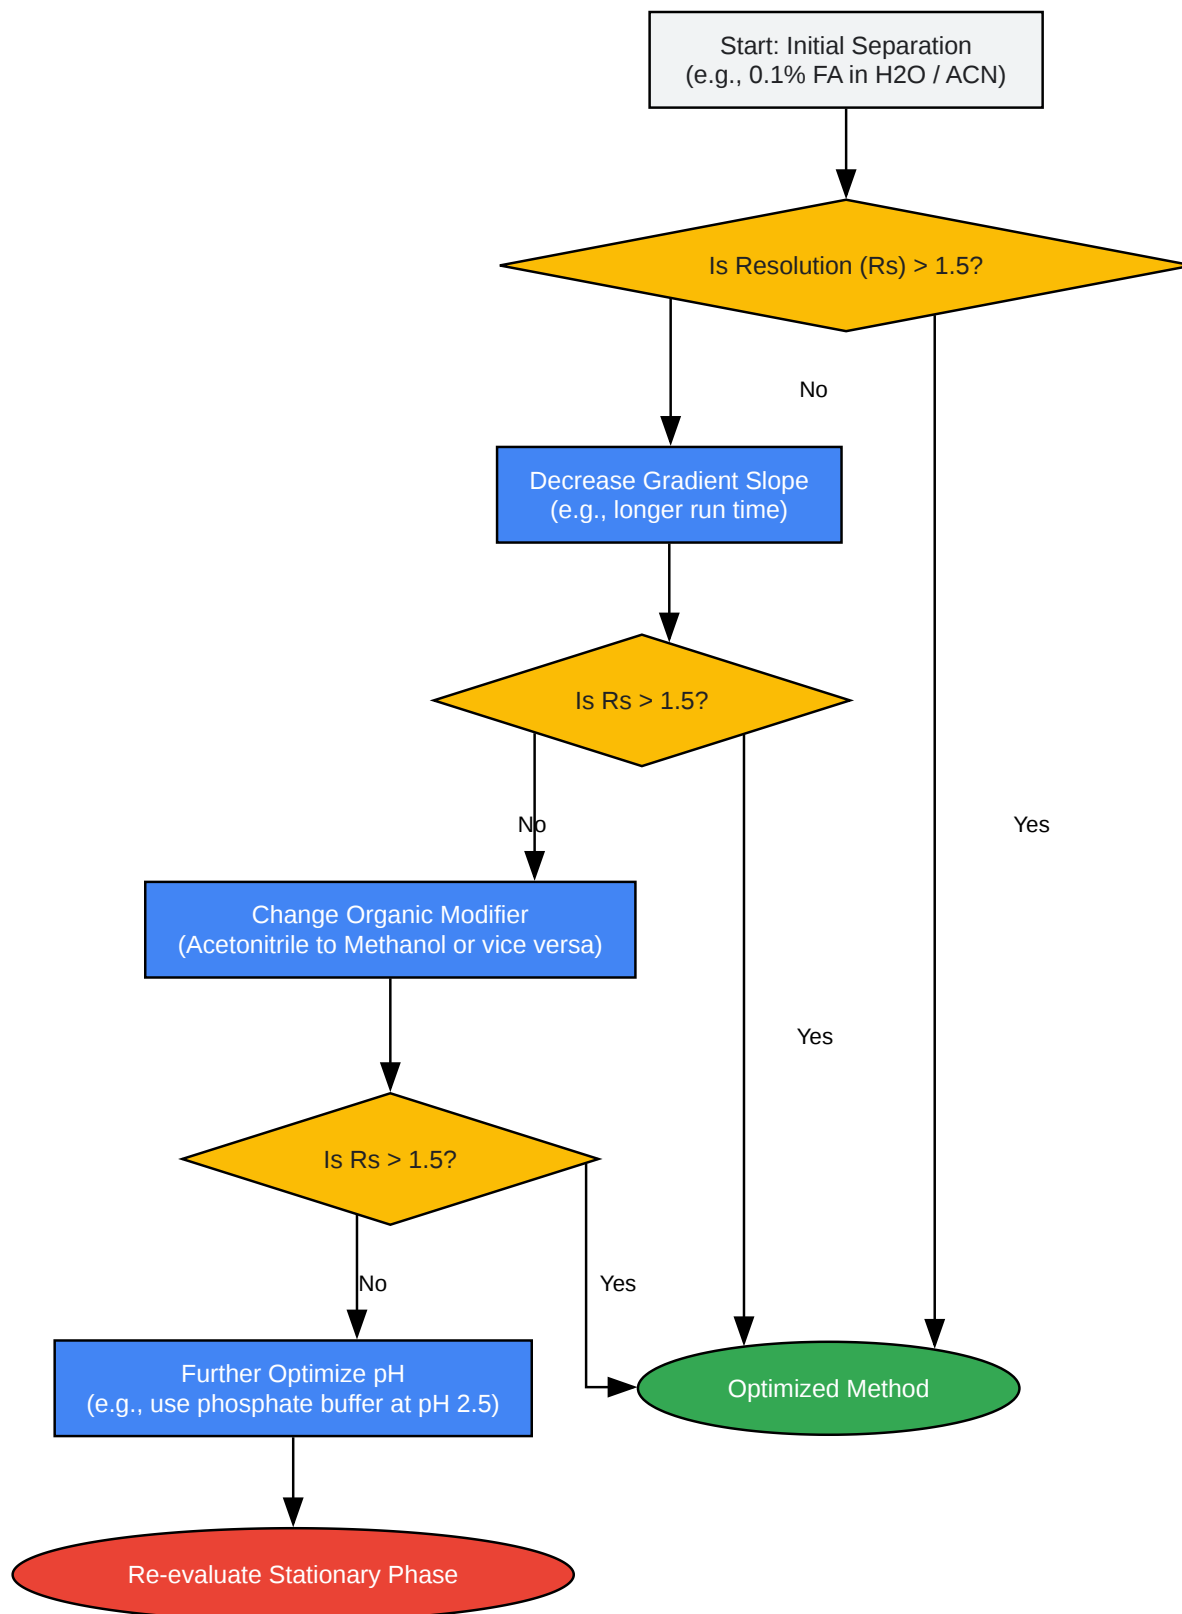 Start: Initial Separation
(e.g., 0.1% FA in H2O / ACN)
Is Resolution (Rs) > 1.5?
No
Decrease Gradient Slope
(e.g., longer run time)
Is Rs > 1.5?
No
Yes
Change Organic Modifier
(Acetonitrile to Methanol or vice versa)
Yes
Is Rs > 1.5?
No
Yes
Further Optimize pH
(e.g., use phosphate buffer at pH 2.5)
Optimized Method
Re-evaluate Stationary Phase